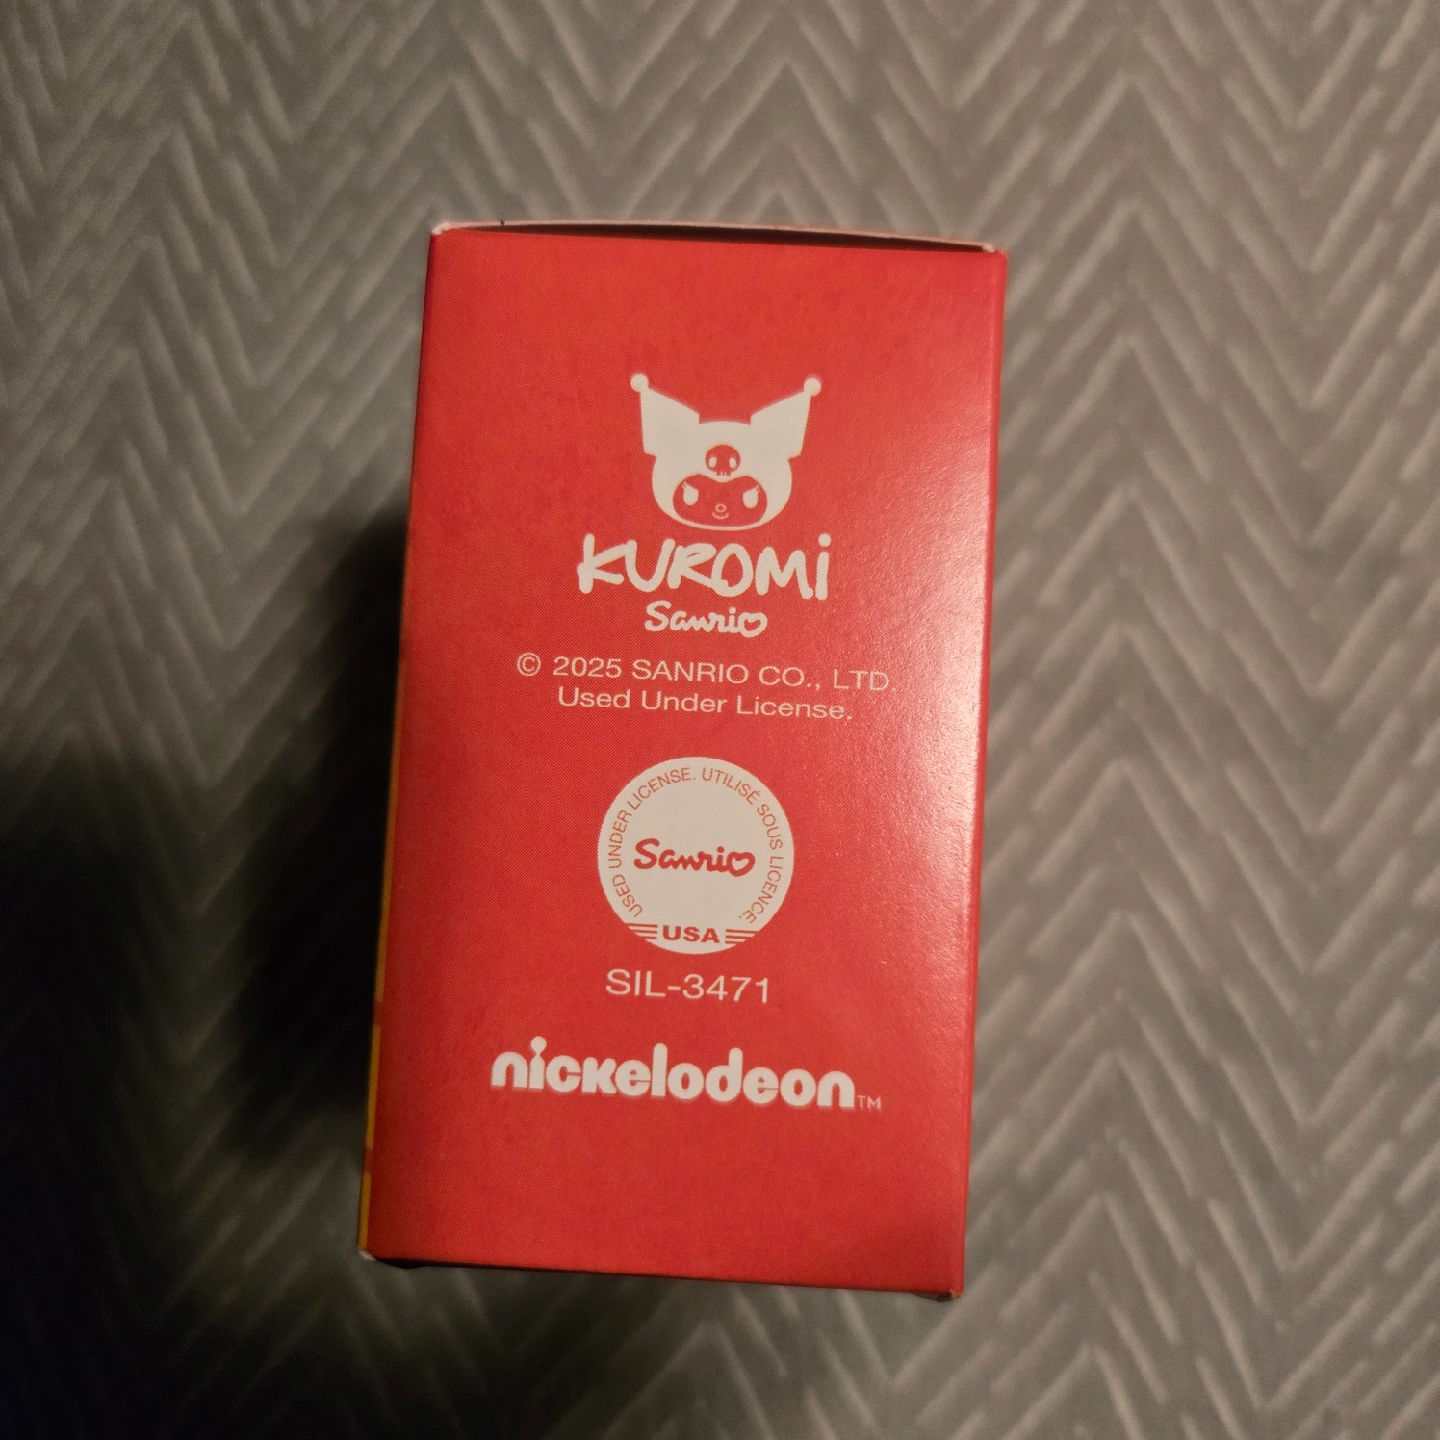 KUROMi
Sanrio
© 2025 SANRIO CO., LTD.
Used Under License.
USED UNDER LICENSE. UTILISÉ SOUS LICENCE.
Sanrio
USA
SIL-3471
nickelodeon™